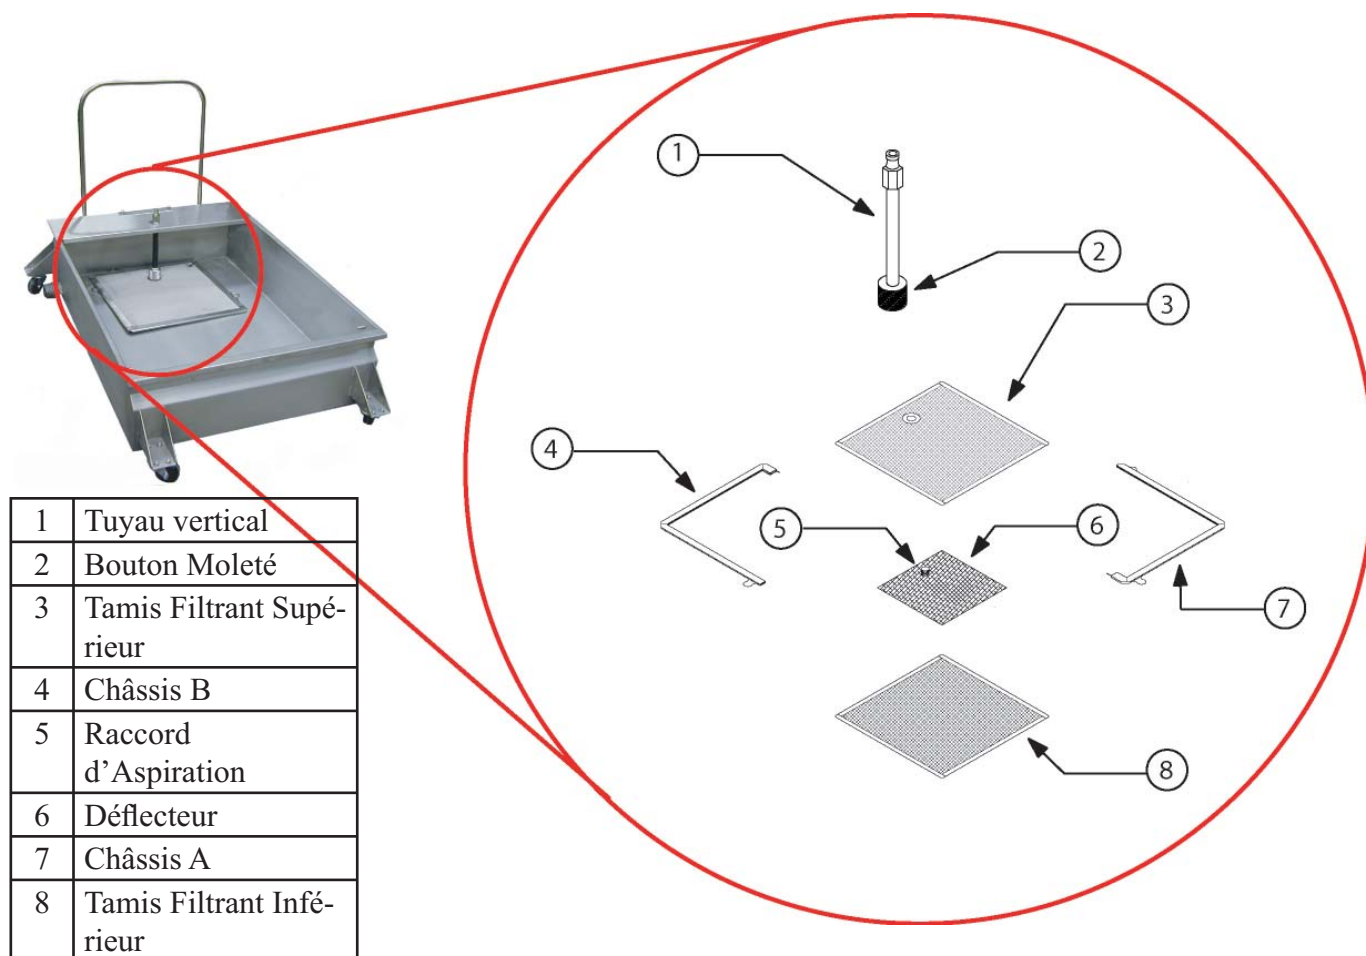 1
2
3
4
5
6
7
8
1 Tuyau vertical
2 Bouton Moleté
3 Tamis Filtrant Supé-
rieur
4 Châssis B
5 Raccord
d’Aspiration
6 Déflecteur
7 Châssis A
8 Tamis Filtrant Infé-
rieur